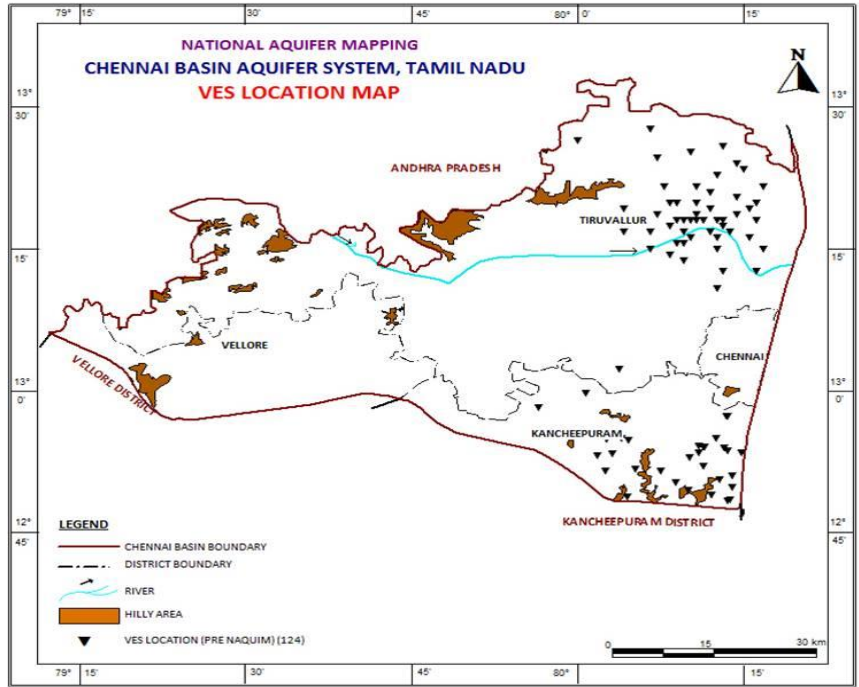 79° 15' 30' 45' 80° 0' 15'
NATIONAL AQUIFER MAPPING
CHENNAI BASIN AQUIFER SYSTEM, TAMIL NADU
VES LOCATION MAP
N
13° 30'
13° 30'
ANDHRA PRADESH
TIRUVALLUR
15'
15'
VELLORE
CHENNAI
VELLORE DISTRICT
13° 0'
13° 0'
KANCHEEPURAM
KANCHEEPURAM DISTRICT
12° 45'
12° 45'
LEGEND
CHENNAI BASIN BOUNDARY
DISTRICT BOUNDARY
RIVER
HILLY AREA
VES LOCATION (PRE NAQUIM) (124)
0 15 30 km
79° 15' 30' 45' 80° 0' 15'